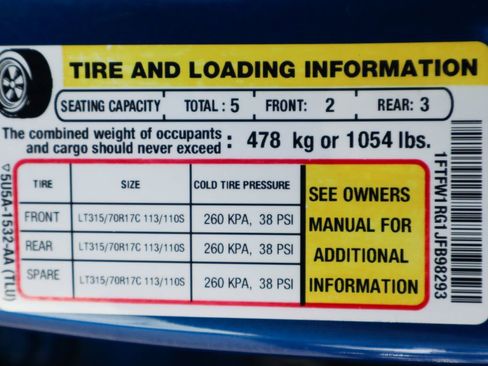 TIRE AND LOADING INFORMATION
SEATING CAPACITY TOTAL : 5 FRONT: 2 REAR: 3
The combined weight of occupants
and cargo should never exceed : 478 kg or 1054 lbs.
TIRE SIZE COLD TIRE PRESSURE
FRONT LT315/70R17C 113/110S 260 KPA, 38 PSI
REAR LT315/70R17C 113/110S 260 KPA, 38 PSI
SPARE LT315/70R17C 113/110S 260 KPA, 38 PSI
SEE OWNERS
MANUAL FOR
ADDITIONAL
INFORMATION
▽5U5A-1532-AA (TLU)
1FTFW1RG1JFB98293